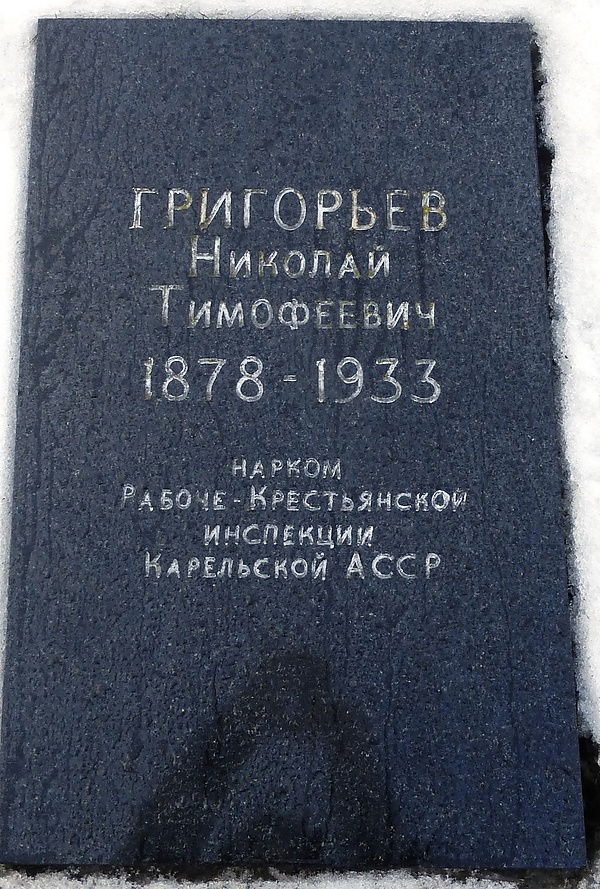 ГРИГОРЬЕВ
Николай
Тимофеевич
1878-1933
нарком
Рабоче-Крестьянской
инспекции
Карельской АССР